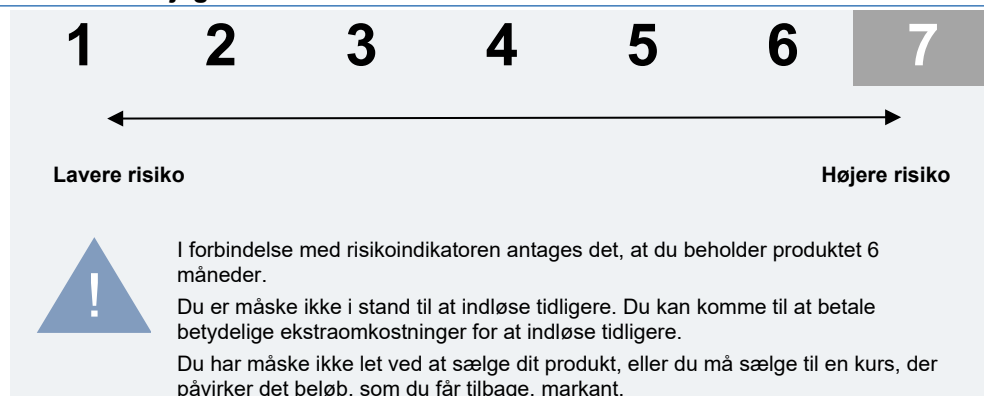 1 2 3 4 5 6 7
Lavere risiko Højere risiko
!
I forbindelse med risikoindikatoren antages det, at du beholder produktet 6
måneder.
Du er måske ikke i stand til at indløse tidligere. Du kan komme til at betale
betydelige ekstraomkostninger for at indløse tidligere.
Du har måske ikke let ved at sælge dit produkt, eller du må sælge til en kurs, der
påvirker det beløb, som du får tilbage, markant.